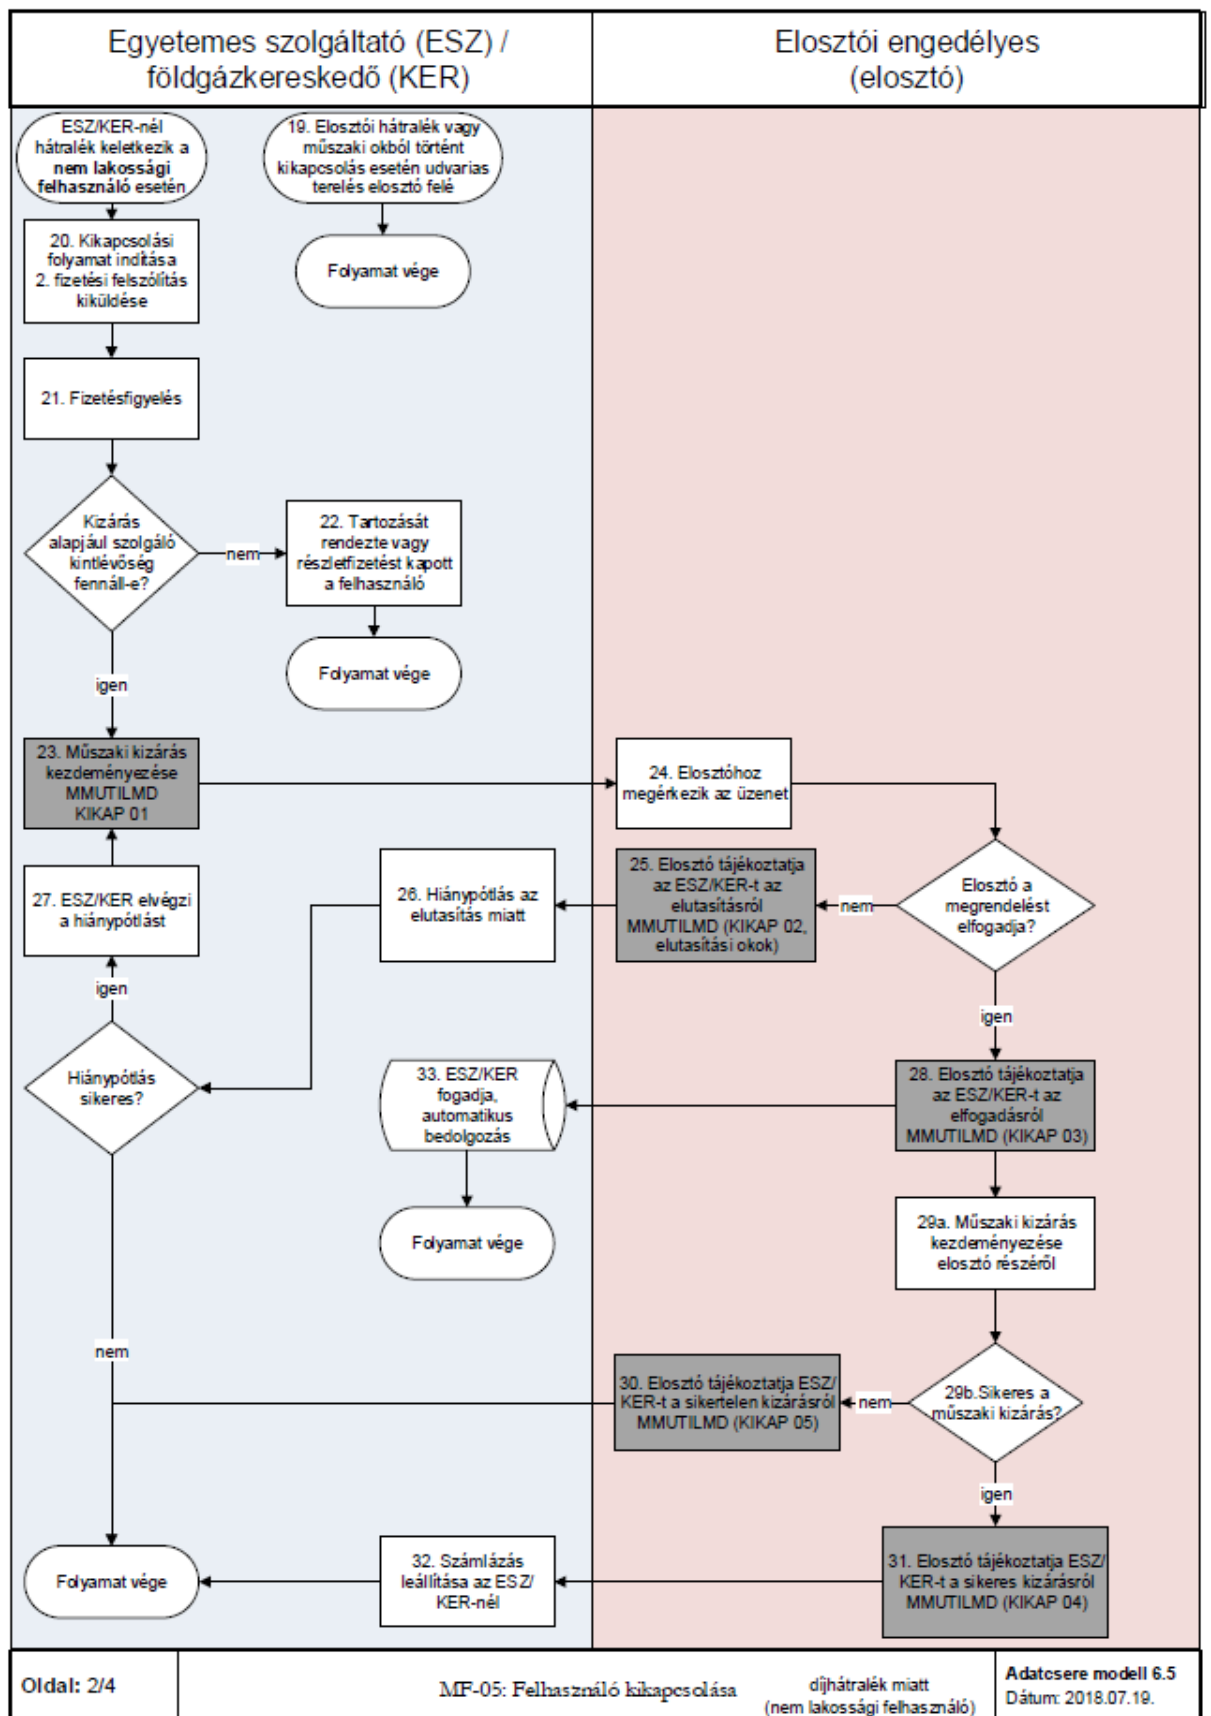 Egyetemes szolgáltató (ESZ) /
földgázkereskedő (KER)
Elosztói engedélyes
(elosztó)
ESZ/KER-nél
hátralék keletkezik a
nem lakossági
felhasználó esetén
19. Elosztói hátralék vagy
műszaki okból történt
kikapcsolás esetén udvarias
terelés elosztó felé
20. Kikapcsolási
folyamat indítása
2. fizetési felszólítás
kiküldése
Folyamat vége
21. Fizetésfigyelés
Kizárás
alapjául szolgáló
kintlévőség
fennáll-e?
nem
22. Tartozását
rendezte vagy
részletfizetést kapott
a felhasználó
Folyamat vége
igen
23. Műszaki kizárás
kezdeményezése
MMUTILMD
KIKAP 01
24. Elosztóhoz
megérkezik az üzenet
27. ESZ/KER elvégzi
a hiánypótlást
26. Hiánypótlás az
elutasítás miatt
25. Elosztó tájékoztatja
az ESZ/KER-t az
elutasításról
MMUTILMD (KIKAP 02,
elutasítási okok)
nem
Elosztó a
megrendelést
elfogadja?
igen
igen
Hiánypótlás
sikeres?
33. ESZ/KER
fogadja,
automatikus
bedolgozás
28. Elosztó tájékoztatja
az ESZ/KER-t az
elfogadásról
MMUTILMD (KIKAP 03)
Folyamat vége
29a. Műszaki kizárás
kezdeményezése
elosztó részéről
nem
30. Elosztó tájékoztatja ESZ/
KER-t a sikertelen kizárásról
MMUTILMD (KIKAP 05)
nem
29b.Sikeres a
műszaki kizárás?
igen
Folyamat vége
32. Számlázás
leállítása az ESZ/
KER-nél
31. Elosztó tájékoztatja ESZ/
KER-t a sikeres kizárásról
MMUTILMD (KIKAP 04)
Oldal: 2/4
MF-05: Felhasználó kikapcsolása
díjhátralék miatt
(nem lakossági felhasználó)
Adatcsere modell 6.5
Dátum: 2018.07.19.